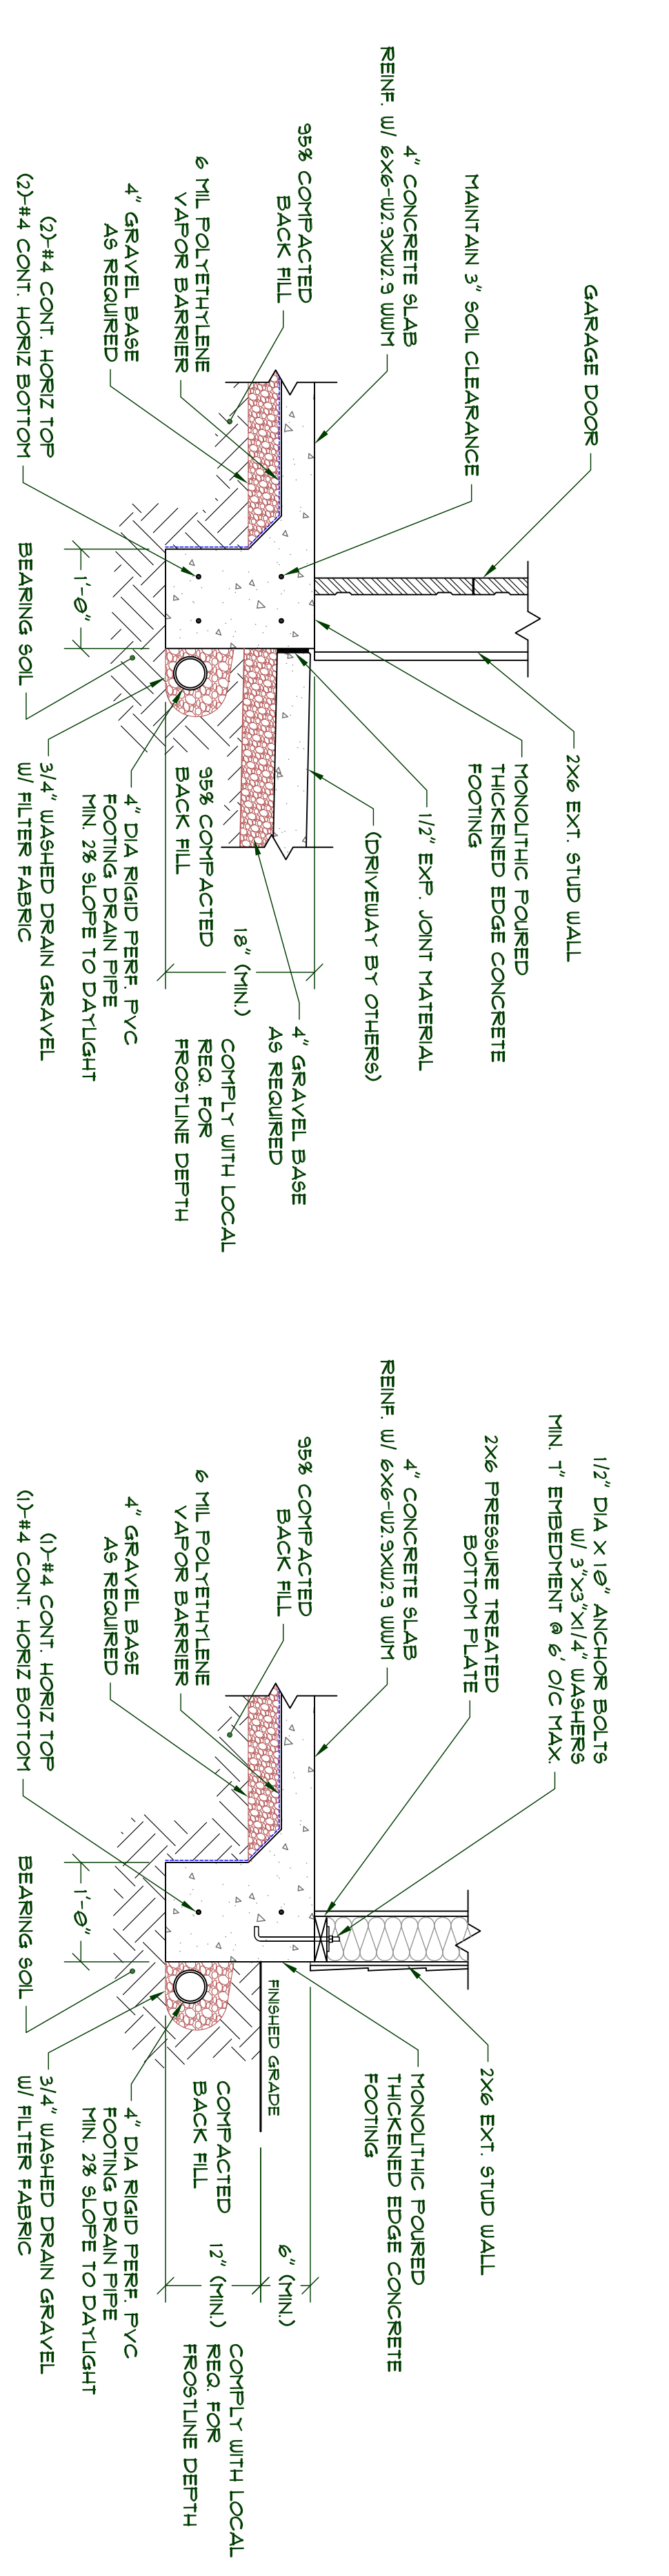 GARAGE DOOR
MAINTAIN 3" SOIL CLEARANCE
4" CONCRETE SLAB
REINF. W/ 6X6-W2.9XW2.9 WWM
95% COMPACTED
BACK FILL
6 MIL POLYETHYLENE
VAPOR BARRIER
4" GRAVEL BASE
AS REQUIRED
(2)-#4 CONT. HORIZ TOP
(2)-#4 CONT. HORIZ BOTTOM
1'-0"
BEARING SOIL
2X6 EXT. STUD WALL
MONOLITHIC POURED
THICKENED EDGE CONCRETE
FOOTING
1/2" EXP. JOINT MATERIAL
(DRIVEWAY BY OTHERS)
4" GRAVEL BASE
AS REQUIRED
18" (MIN.)
COMPLY WITH LOCAL
REQ. FOR
FROSTLINE DEPTH
95% COMPACTED
BACK FILL
4" DIA RIGID PERF. PVC
FOOTING DRAIN PIPE
MIN. 2% SLOPE TO DAYLIGHT
3/4" WASHED DRAIN GRAVEL
W/ FILTER FABRIC
1/2" DIA X 10" ANCHOR BOLTS
W/ 3"X3"X1/4" WASHERS
MIN. 7" EMBEDMENT @ 6' O/C MAX.
2X6 PRESSURE TREATED
BOTTOM PLATE
4" CONCRETE SLAB
REINF. W/ 6X6-W2.9XW2.9 WWM
95% COMPACTED
BACK FILL
6 MIL POLYETHYLENE
VAPOR BARRIER
4" GRAVEL BASE
AS REQUIRED
(1)-#4 CONT. HORIZ TOP
(1)-#4 CONT. HORIZ BOTTOM
1'-0"
BEARING SOIL
2X6 EXT. STUD WALL
MONOLITHIC POURED
THICKENED EDGE CONCRETE
FOOTING
FINISHED GRADE
6" (MIN.)
12" (MIN.)
COMPLY WITH LOCAL
REQ. FOR
FROSTLINE DEPTH
COMPACTED
BACK FILL
4" DIA RIGID PERF. PVC
FOOTING DRAIN PIPE
MIN. 2% SLOPE TO DAYLIGHT
3/4" WASHED DRAIN GRAVEL
W/ FILTER FABRIC